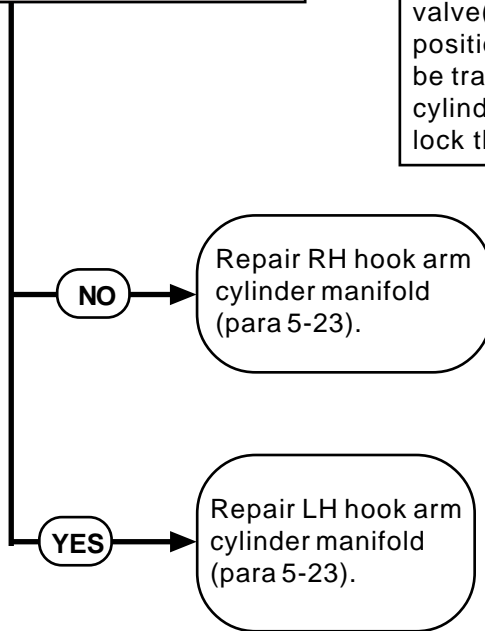 valve(
positi
be tra
cylind
lock th
NO
Repair RH hook arm
cylinder manifold
(para 5-23).
YES
Repair LH hook arm
cylinder manifold
(para 5-23).